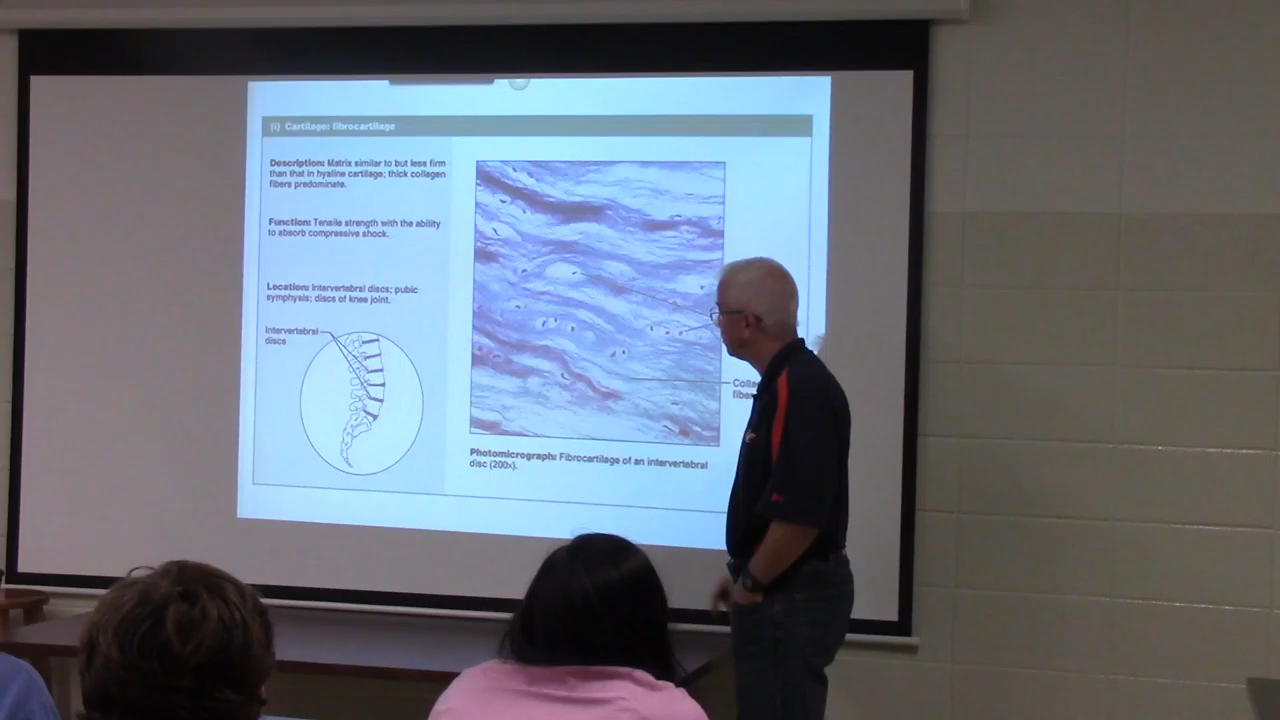 (i) Cartilage: fibrocartilage
Description: Matrix similar to but less firm
than that in hyaline cartilage; thick collagen
fibers predominate.
Function: Tensile strength with the ability
to absorb compressive shock.
Location: Intervertebral discs; pubic
symphysis; discs of knee joint.
Intervertebral
discs
Photomicrograph: Fibrocartilage of an intervertebral
disc (200x).